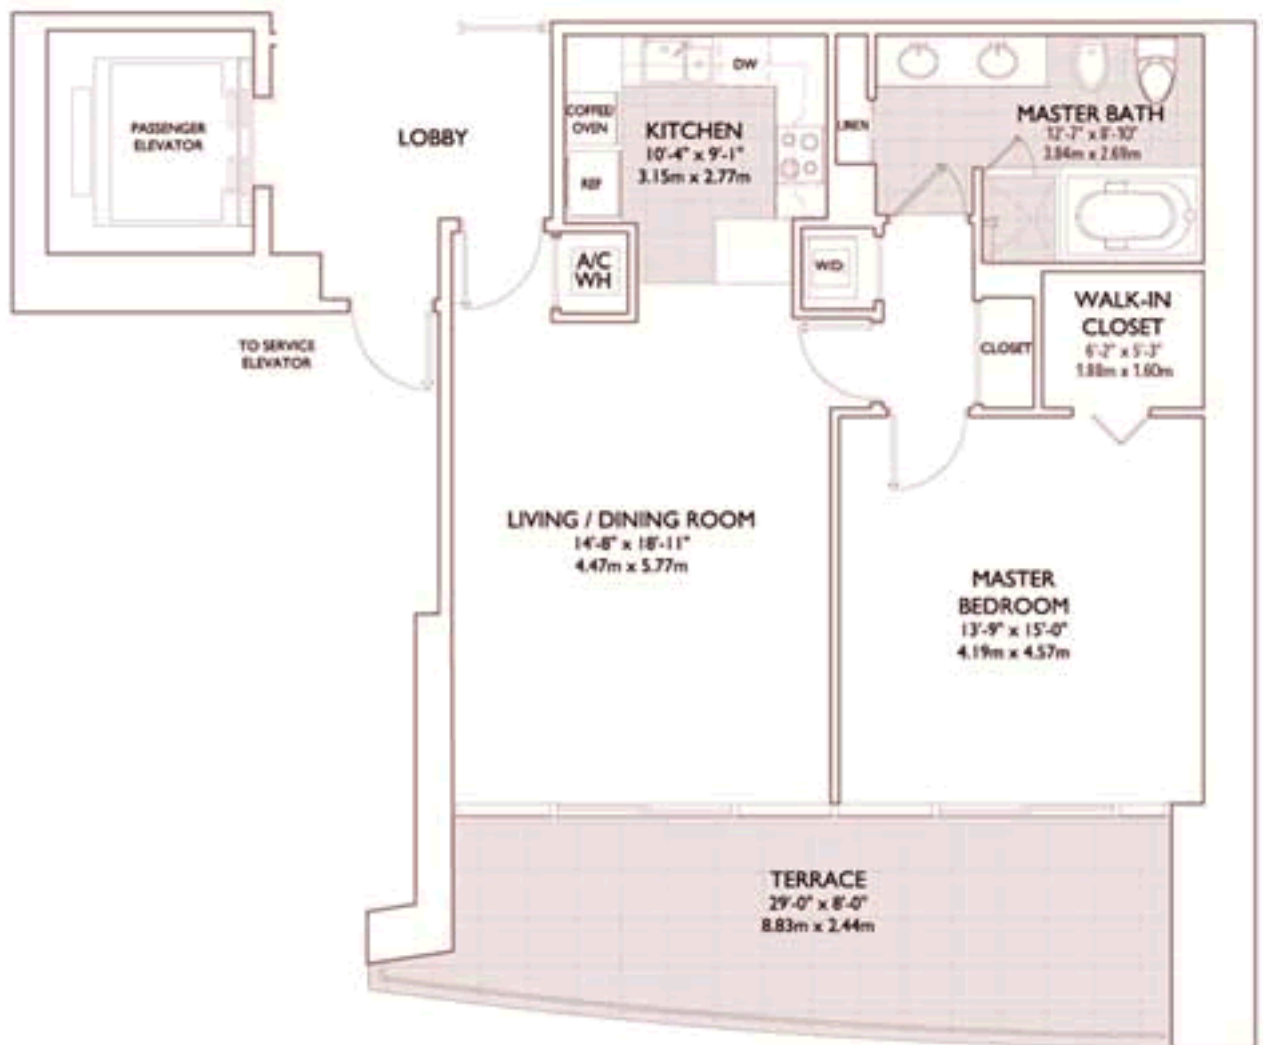 PASSENGER
ELEVATOR
LOBBY
TO SERVICE
ELEVATOR
COFFEE/
OVEN
REF
DW
KITCHEN
10'-4" x 9'-1"
3.15m x 2.77m
A/C
WH
LINEN
W/D
MASTER BATH
12'-7" x 8'-10"
3.84m x 2.69m
CLOSET
WALK-IN
CLOSET
6'-2" x 5'-3"
1.88m x 1.60m
LIVING / DINING ROOM
14'-8" x 18'-11"
4.47m x 5.77m
MASTER
BEDROOM
13'-9" x 15'-0"
4.19m x 4.57m
TERRACE
29'-0" x 8'-0"
8.83m x 2.44m